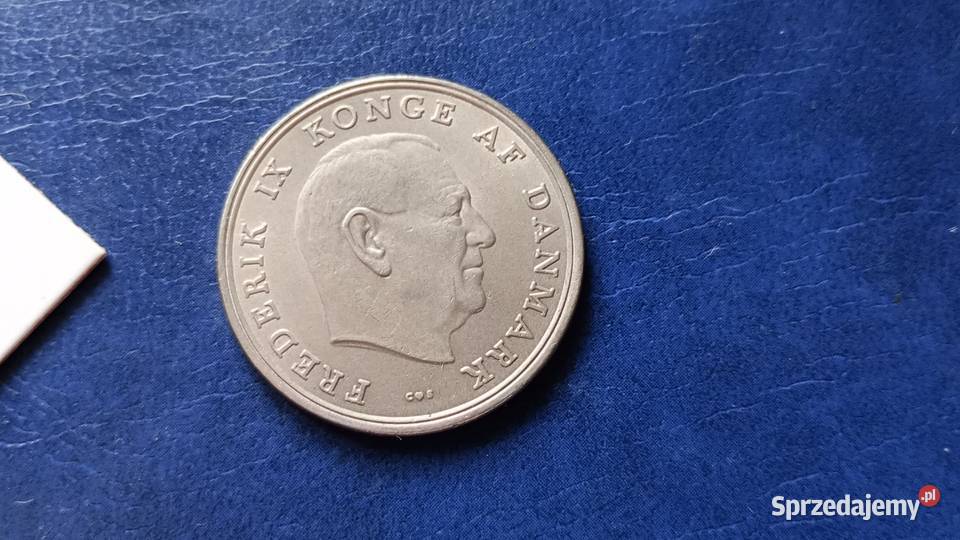 FREDERIK IX KONGE AF DANMARK
C♥S
Sprzedajemy.pl